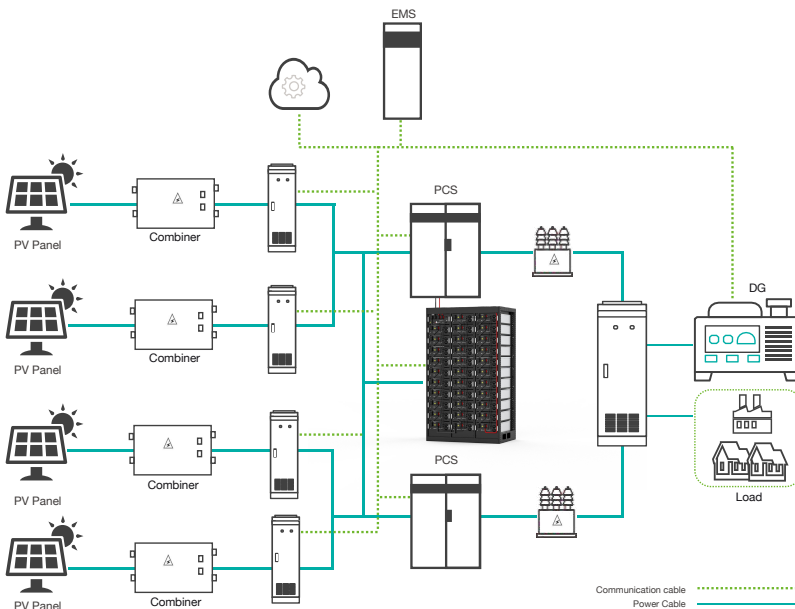 EMS
PCS
PV Panel
Combiner
DG
PV Panel
Combiner
PCS
PV Panel
Combiner
Load
PV Panel
Combiner
Communication cable
Power Cable